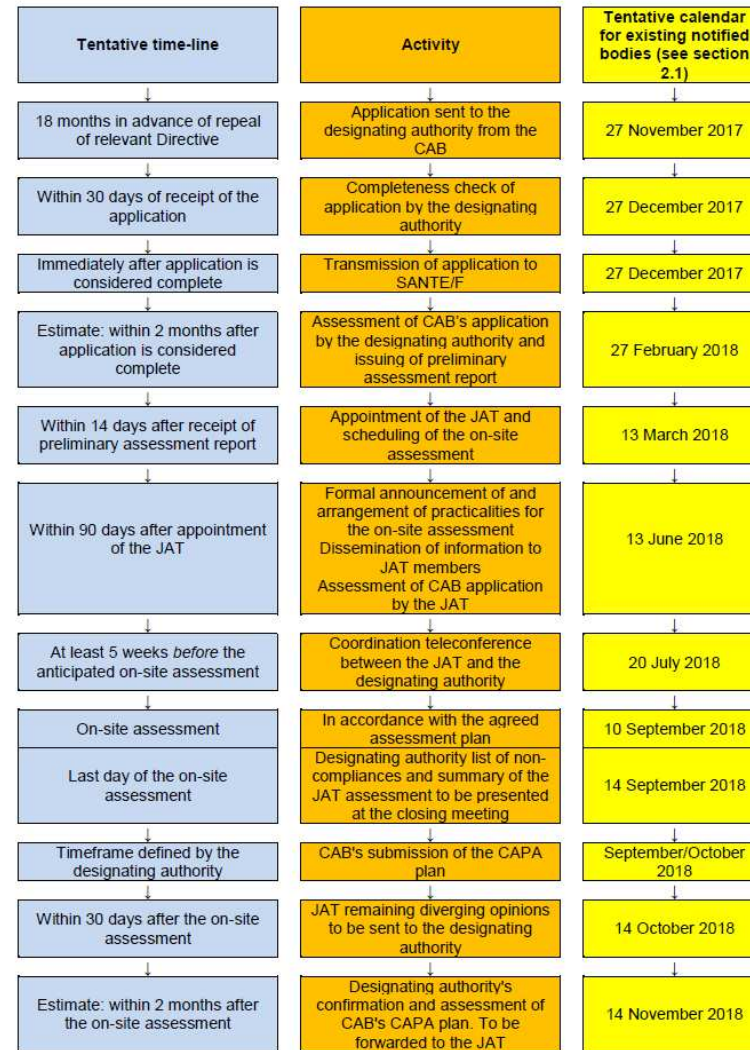 Tentative time-line
Activity
Tentative calendar
for existing notified
bodies (see section
2.1)
↓
↓
↓
18 months in advance of repeal
of relevant Directive
Application sent to the
designating authority from the
CAB
27 November 2017
↓
↓
↓
Within 30 days of receipt of the
application
Completeness check of
application by the designating
authority
27 December 2017
↓
↓
↓
Immediately after application is
considered complete
Transmission of application to
SANTE/F
27 December 2017
↓
↓
↓
Estimate: within 2 months after
application is considered
complete
Assessment of CAB's application
by the designating authority and
issuing of preliminary
assessment report
27 February 2018
↓
↓
↓
Within 14 days after receipt of
preliminary assessment report
Appointment of the JAT and
scheduling of the on-site
assessment
13 March 2018
↓
↓
↓
Within 90 days after appointment
of the JAT
Formal announcement of and
arrangement of practicalities for
the on-site assessment
Dissemination of information to
JAT members
Assessment of CAB application
by the JAT
13 June 2018
↓
↓
↓
At least 5 weeks before the
anticipated on-site assessment
Coordination teleconference
between the JAT and the
designating authority
20 July 2018
↓
↓
↓
On-site assessment
In accordance with the agreed
assessment plan
10 September 2018
Last day of the on-site
assessment
Designating authority list of non-
compliances and summary of the
JAT assessment to be presented
at the closing meeting
14 September 2018
↓
↓
↓
Timeframe defined by the
designating authority
CAB's submission of the CAPA
plan
September/October
2018
↓
↓
↓
Within 30 days after the on-site
assessment
JAT remaining diverging opinions
to be sent to the designating
authority
14 October 2018
↓
↓
↓
Estimate: within 2 months after
the on-site assessment
Designating authority's
confirmation and assessment of
CAB's CAPA plan. To be
forwarded to the JAT
14 November 2018